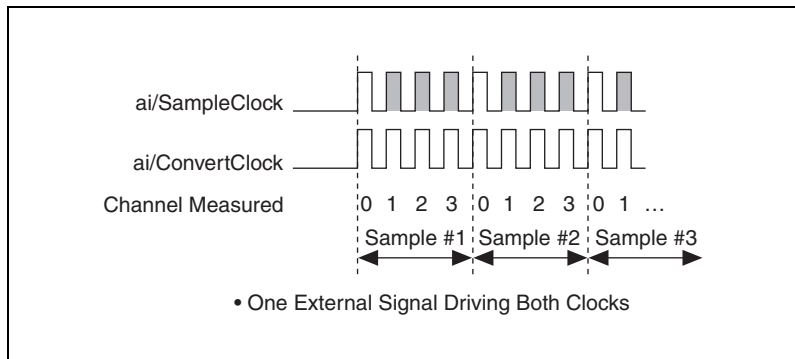 ai/SampleClock
ai/ConvertClock
Channel Measured 0 1 2 3 0 1 2 3 0 1 ...
Sample #1 Sample #2 Sample #3
• One External Signal Driving Both Clocks